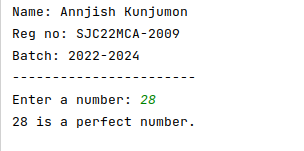 Name: Annjish Kunjumon
Reg no: SJC22MCA-2009
Batch: 2022-2024
-----------------------
Enter a number: 28
28 is a perfect number.